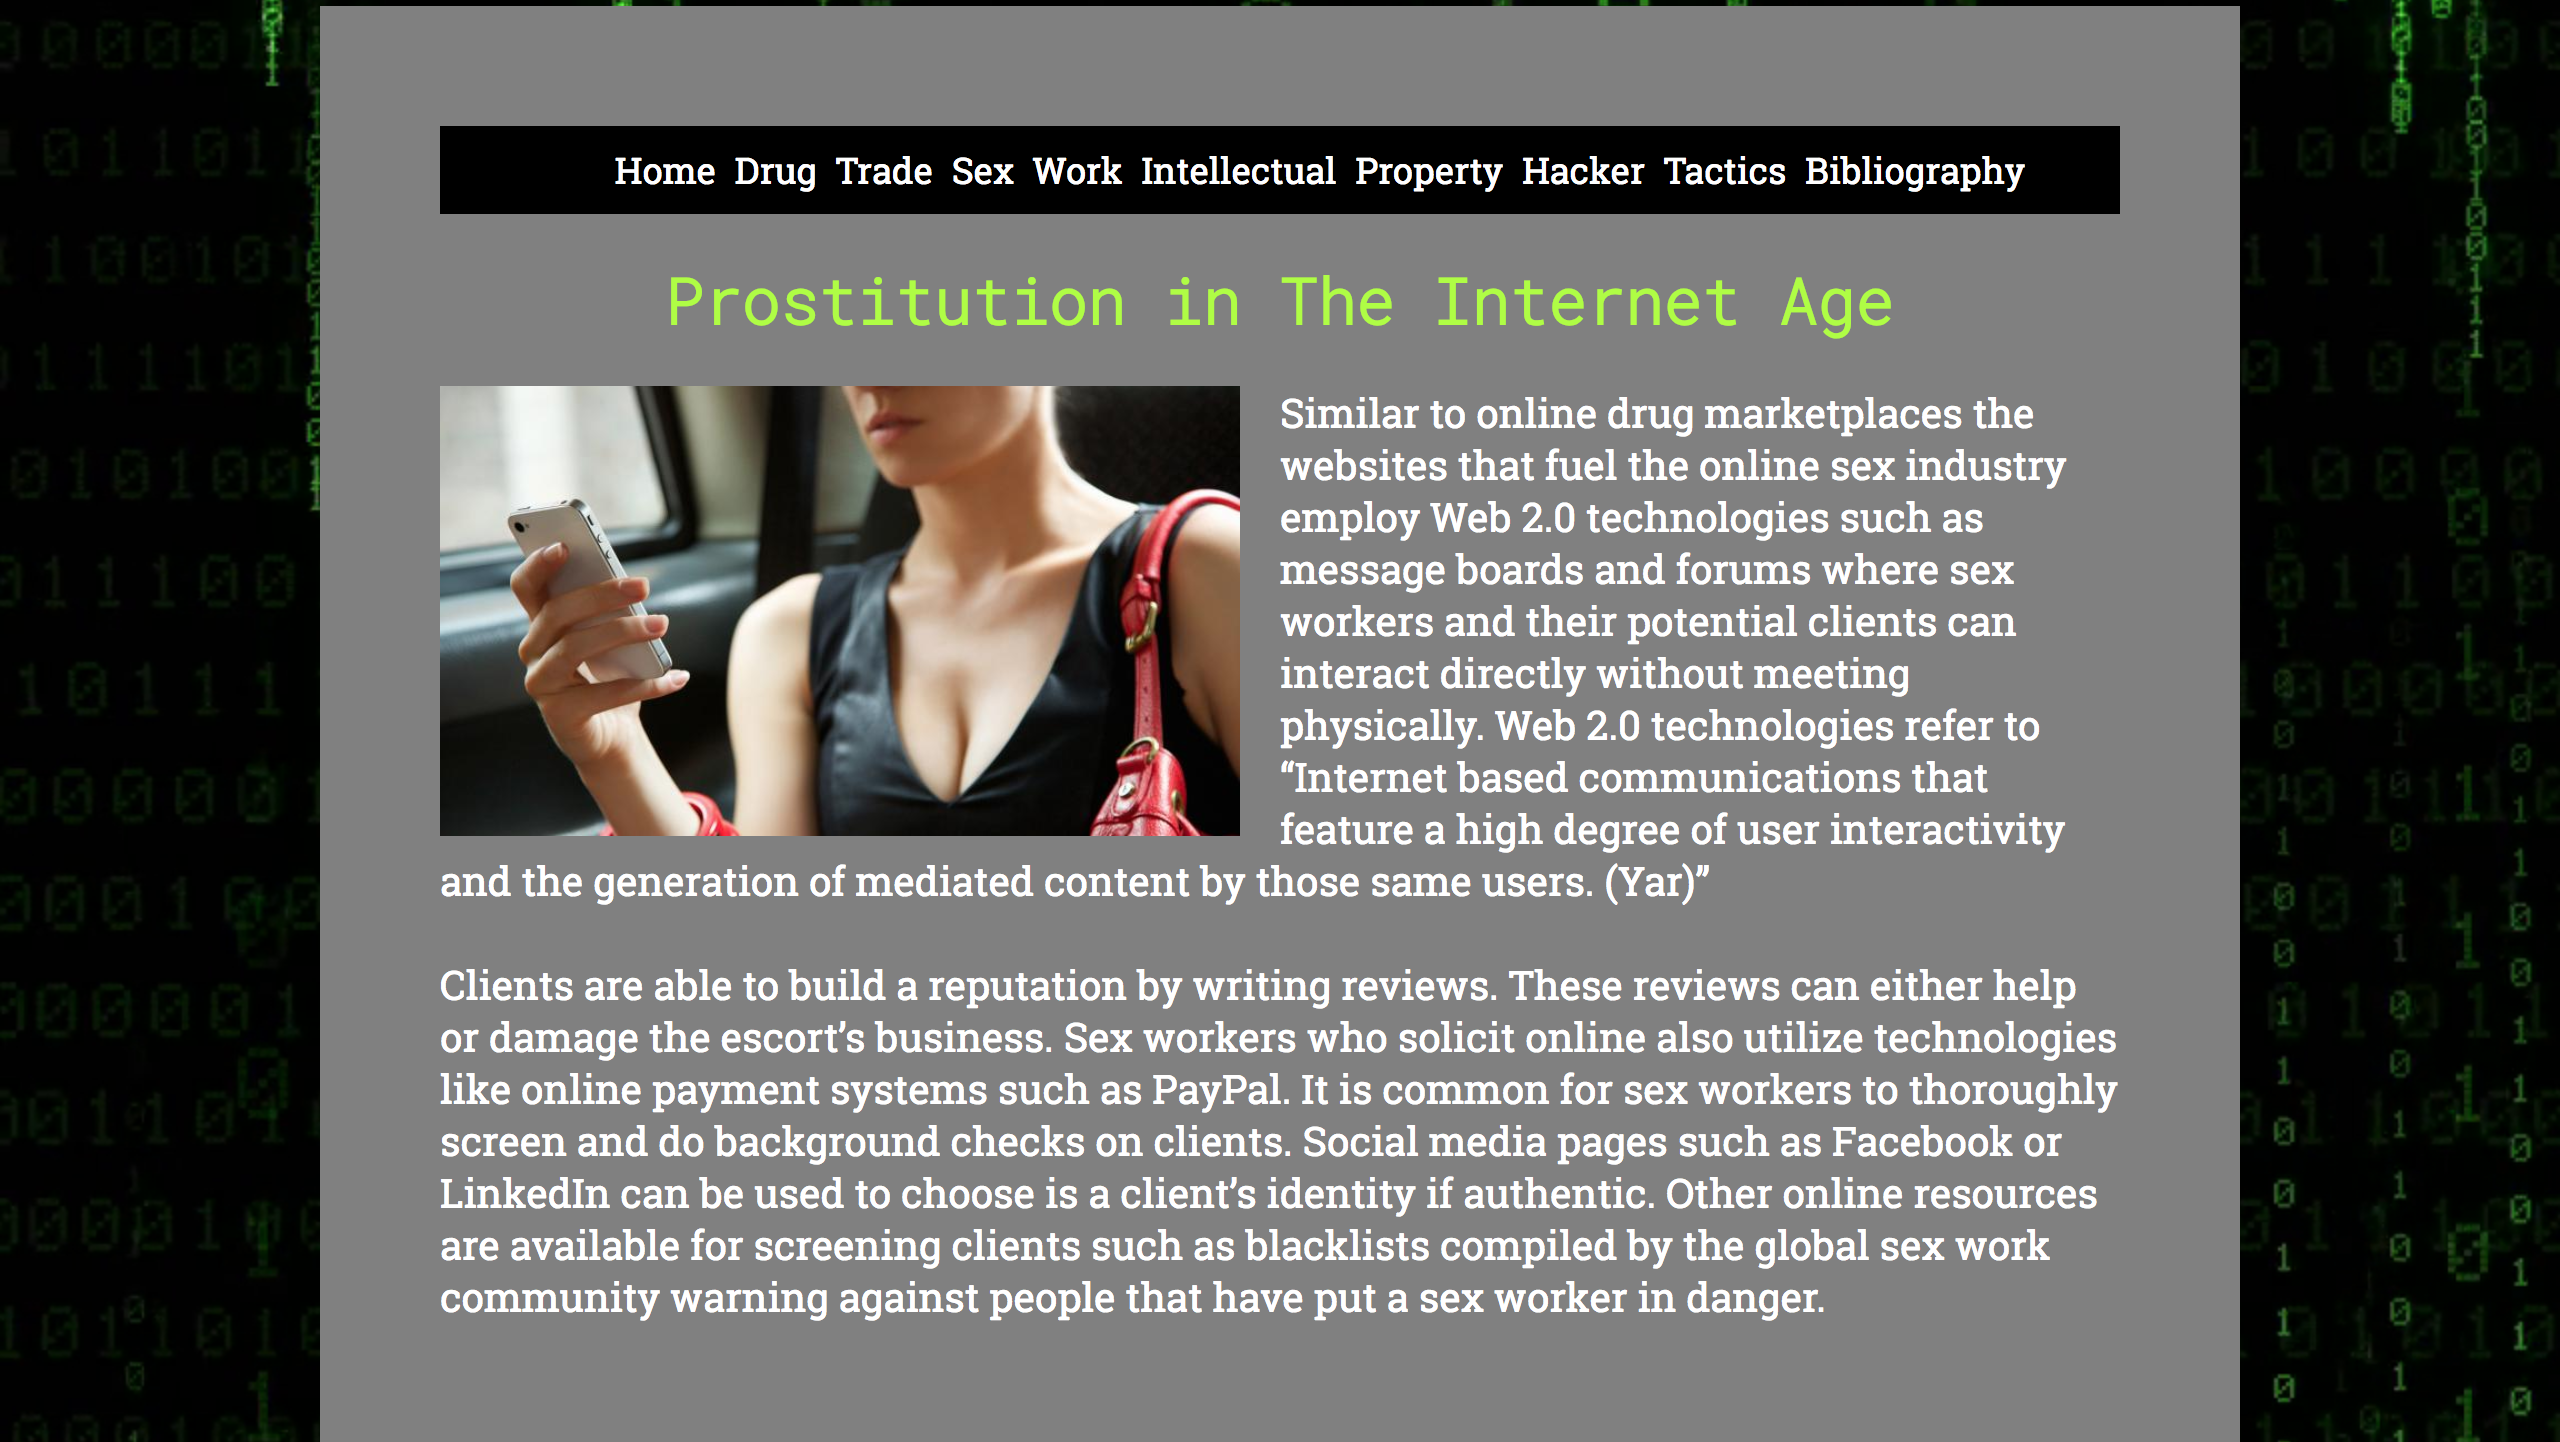 Home Drug Trade Sex Work Intellectual Property Hacker Tactics Bibliography
Prostitution in The Internet Age
Similar to online drug marketplaces the
websites that fuel the online sex industry
employ Web 2.0 technologies such as
message boards and forums where sex
workers and their potential clients can
interact directly without meeting
physically. Web 2.0 technologies refer to
“Internet based communications that
feature a high degree of user interactivity
and the generation of mediated content by those same users. (Yar)”
Clients are able to build a reputation by writing reviews. These reviews can either help
or damage the escort’s business. Sex workers who solicit online also utilize technologies
like online payment systems such as PayPal. It is common for sex workers to thoroughly
screen and do background checks on clients. Social media pages such as Facebook or
LinkedIn can be used to choose is a client’s identity if authentic. Other online resources
are available for screening clients such as blacklists compiled by the global sex work
community warning against people that have put a sex worker in danger.